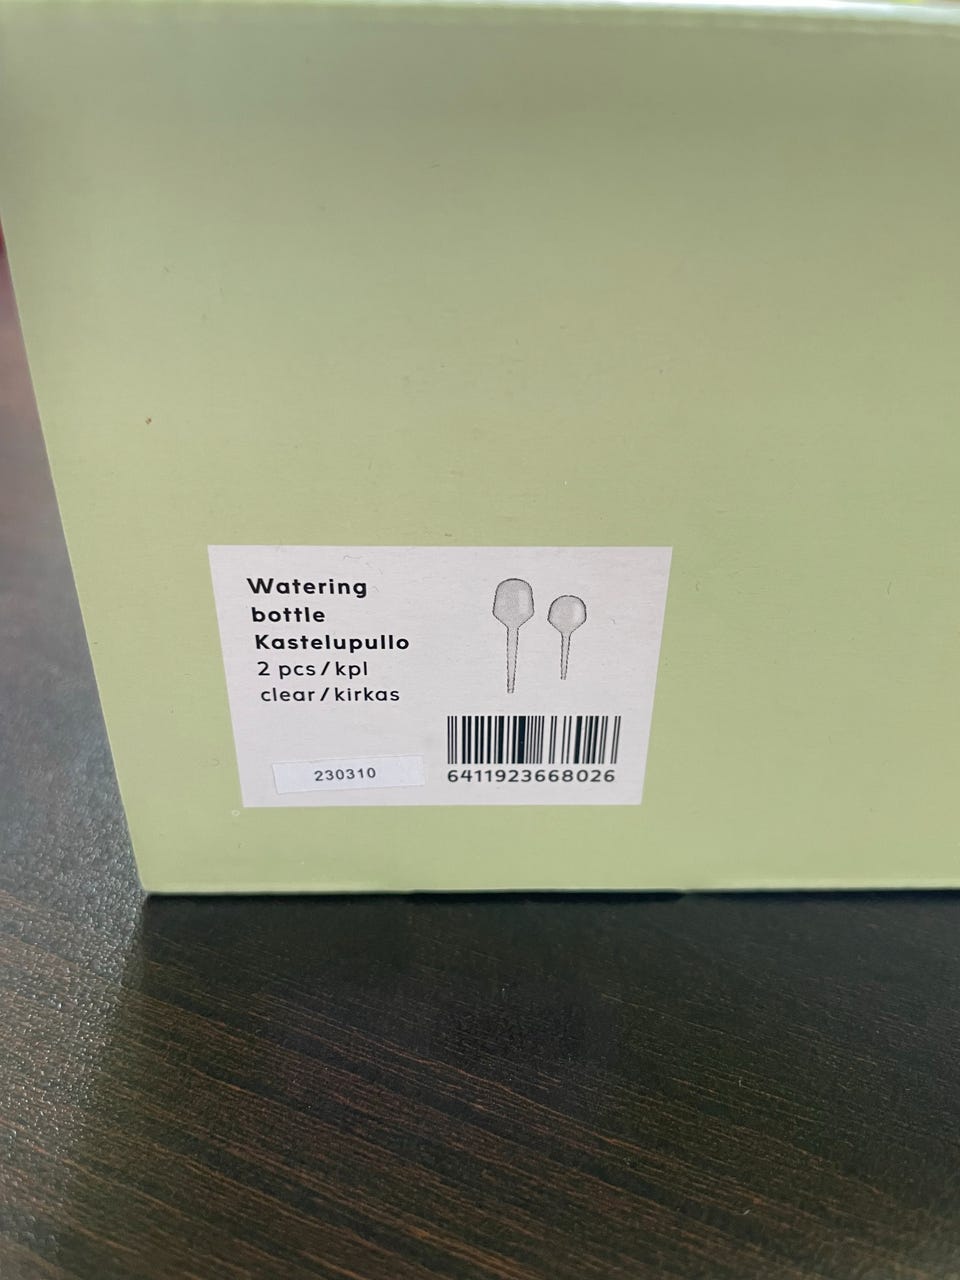 Watering
bottle
Kastelupullo
2 pcs/kpl
clear/kirkas
230310
6411923668026